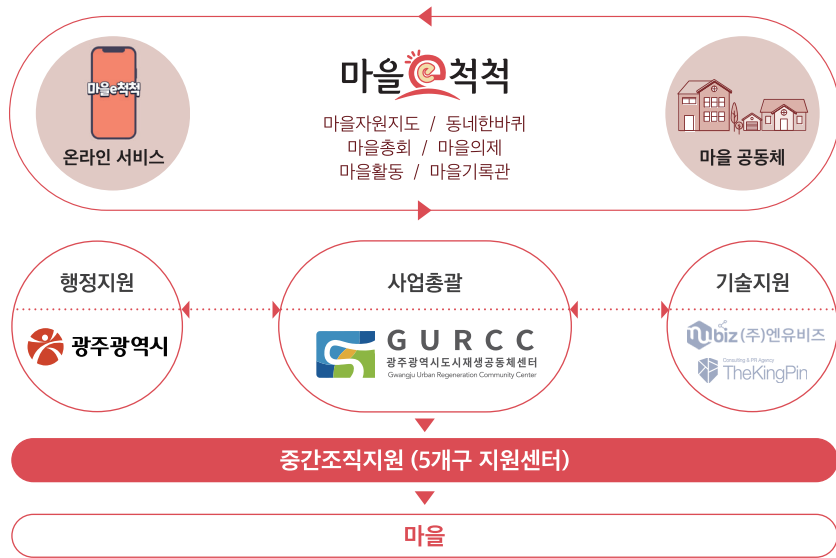 마을e척척
온라인 서비스
마을e척척
마을자원지도 / 동네한바퀴
마을총회 / 마을의제
마을활동 / 마을기록관
마을 공동체
행정지원
광주광역시
사업총괄
GURCC
광주광역시도시재생공동체센터
Gwangju Urban Regeneration Community Center
기술지원
nubiz (주)엔유비즈
Consulting & PR Agency
TheKingPin
중간조직지원 (5개구 지원센터)
마을